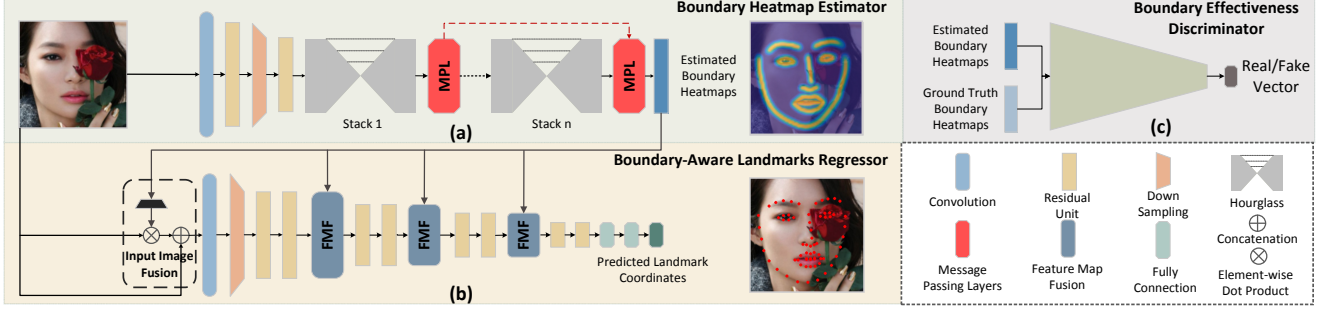 Boundary Heatmap Estimator
MPL
MPL
Estimated
Boundary
Heatmaps
Stack 1
Stack n
(a)
Boundary Effectiveness
Discriminator
Estimated
Boundary
Heatmaps
Ground Truth
Boundary
Heatmaps
Real/Fake
Vector
(c)
Boundary-Aware Landmarks Regressor
Input Image
Fusion
FMF
FMF
FMF
Predicted Landmark
Coordinates
(b)
Convolution
Residual
Unit
Down
Sampling
Hourglass
Message
Passing Layers
Feature Map
Fusion
Fully
Connection
Concatenation
Element-wise
Dot Product